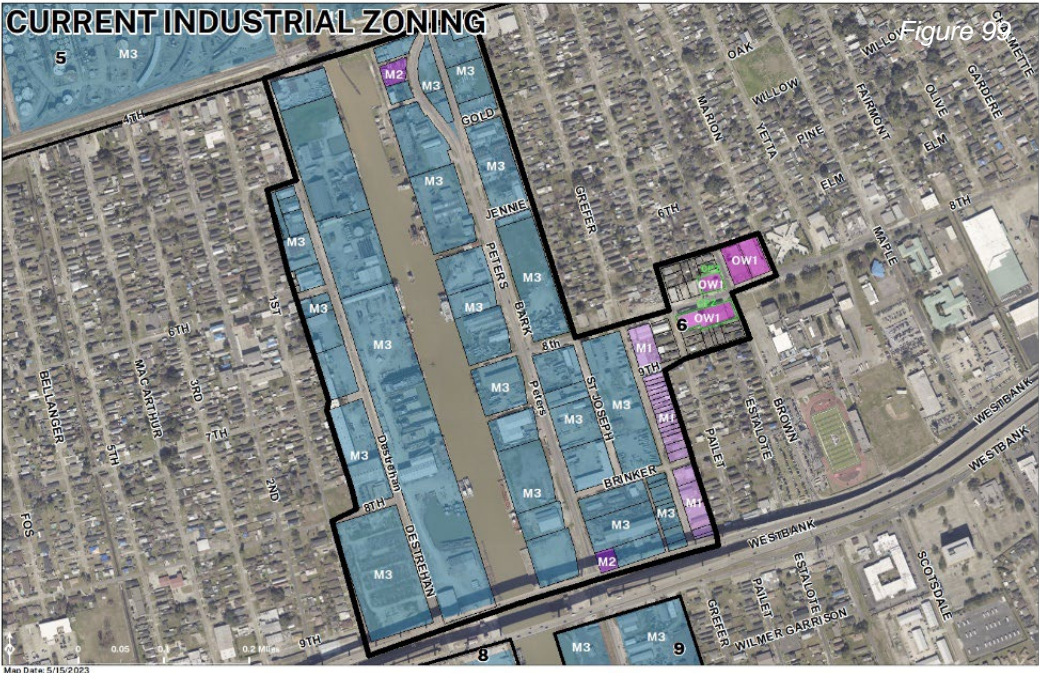 CURRENT INDUSTRIAL ZONING
Figure 99.
5
M3
4TH
M2
M3
M3
GOLD
M3
M3
JENNIE
PETERS
BARK
M3
M3
M3
M3
M3
1ST
6TH
GREFER
6TH
MARION
OAK
WILLOW
YETTA
PINE
WILLOW
FAIRMONT
ELM
OLIVE
ELM
GARDERE
8TH
MAPLE
OW1
OW1
OW1
6
8th
M1
9TH
M1
M3
Peters
M3
ST JOSEPH
M3
BELLANGER
5TH
MACARTHUR
3RD
7TH
2ND
FOS
M3
Destrehan
8TH
DESTREHAN
M3
M3
BRINKER
M1
M3
M3
M2
PAILET
ESTALOTE
BROWN
WESTBANK
WESTBANK
WESTBANK
9TH
8
M3
M3
9
GREFER
PAILET
ESTALOTE
WILMER GARRISON
SCOTSDALE
N
0
0.05
0.1
0.2 Miles
Map Date: 5/15/2023